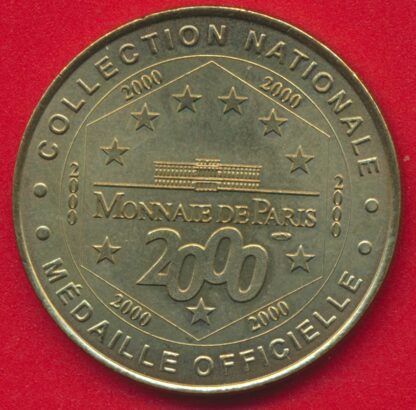 COLLECTION NATIONALE
2000 2000
2000 2000
MONNAIE DE PARIS
2000
2000 2000
MÉDAILLE OFFICIELLE